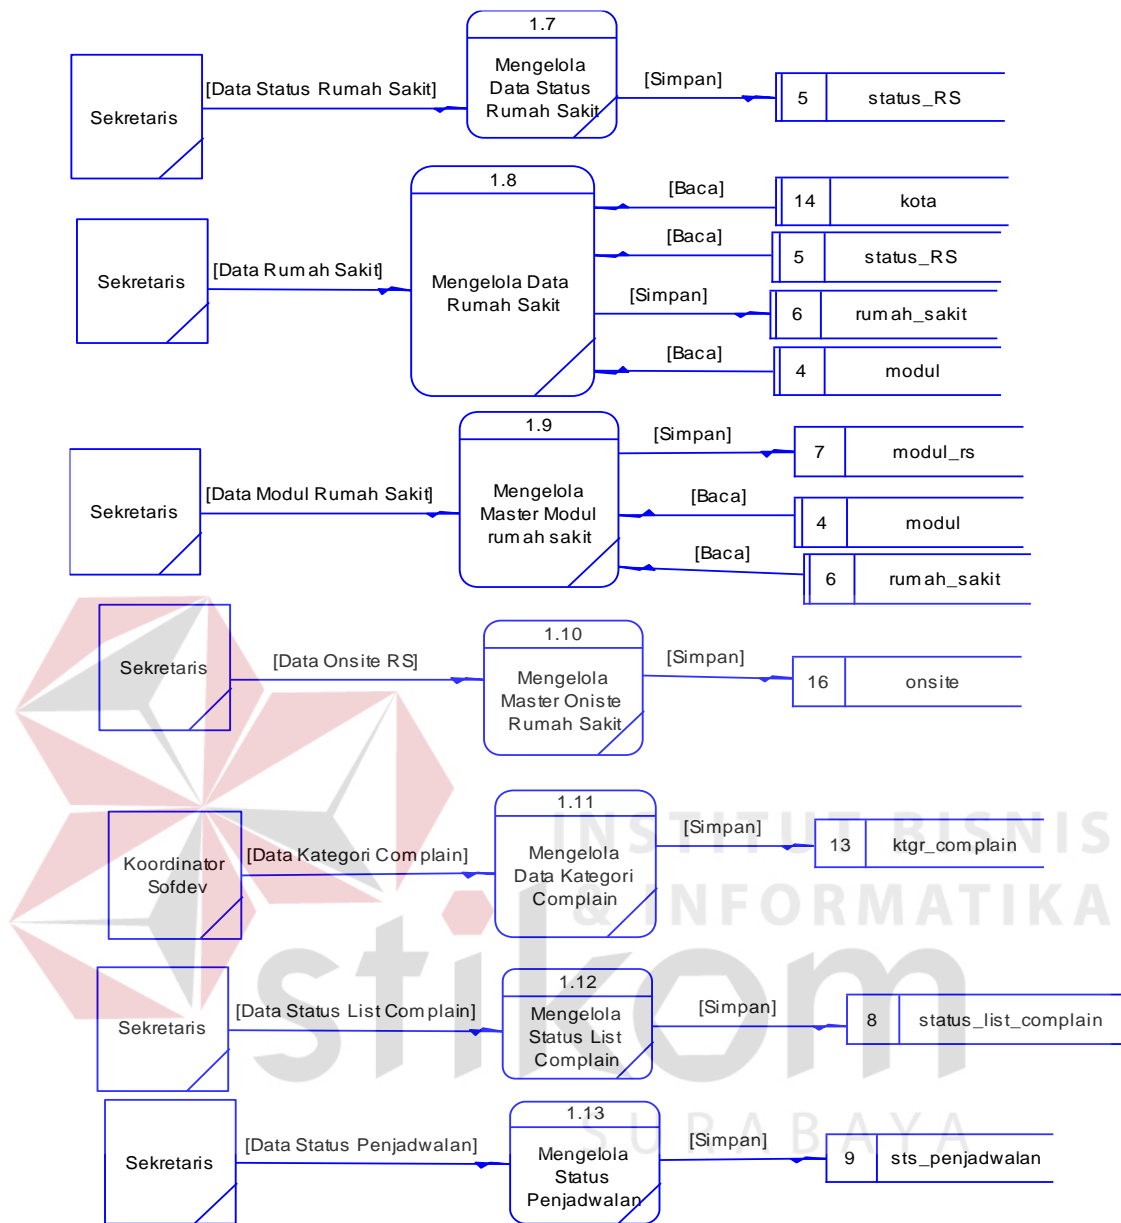 1.7
Mengelola
Data Status
Rumah Sakit
Sekretaris
[Data Status Rumah Sakit]
[Simpan]
5 status_RS
1.8
Mengelola Data
Rumah Sakit
Sekretaris
[Data Rumah Sakit]
[Baca]
14 kota
[Baca]
5 status_RS
[Simpan]
6 rumah_sakit
[Baca]
4 modul
1.9
Mengelola
Master Modul
rumah sakit
Sekretaris
[Data Modul Rumah Sakit]
[Simpan]
7 modul_rs
[Baca]
4 modul
[Baca]
6 rumah_sakit
1.10
Mengelola
Master Oniste
Rumah Sakit
Sekretaris
[Data Onsite RS]
[Simpan]
16 onsite
1.11
Mengelola
Data Kategori
Complain
Koordinator
Sofdev
[Data Kategori Complain]
[Simpan]
13 ktgr_complain
1.12
Mengelola
Status List
Complain
Sekretaris
[Data Status List Complain]
[Simpan]
8 status_list_complain
1.13
Mengelola
Status
Penjadwalan
Sekretaris
[Data Status Penjadwalan]
[Simpan]
9 sts_penjadwalan
INSTITUT BISNIS
& INFORMATIKA
stikom
SURABAYA